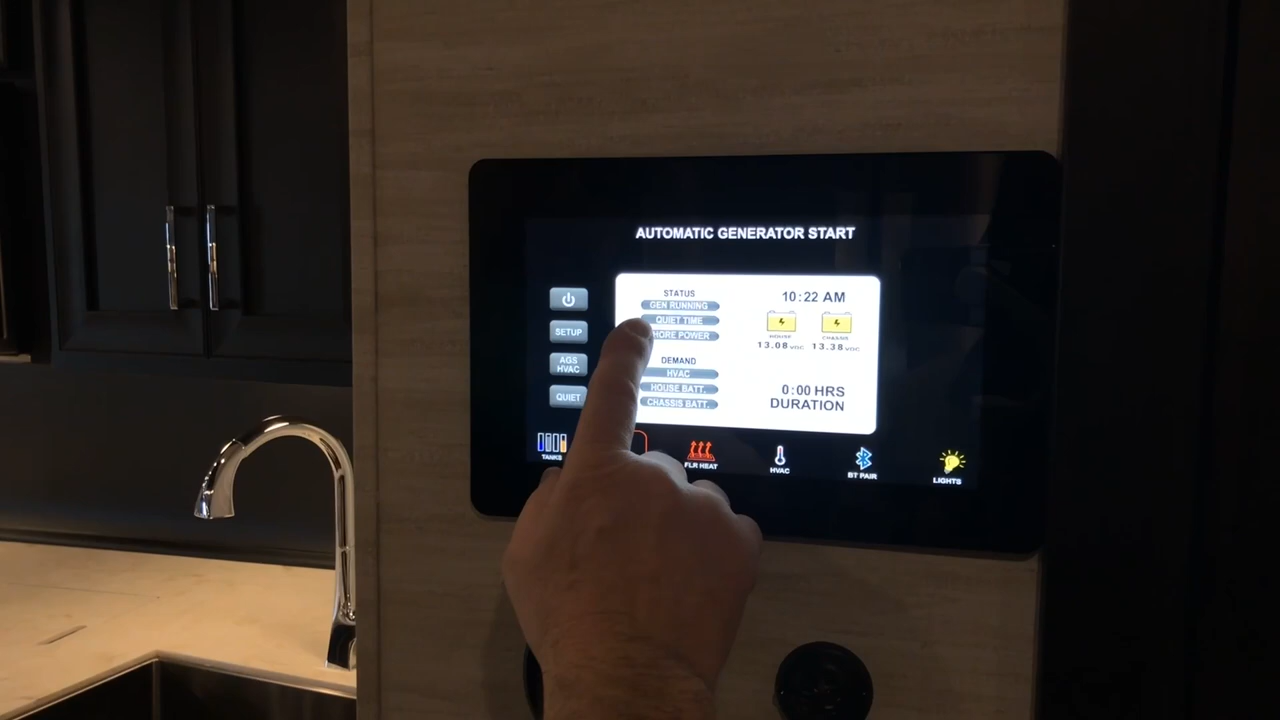 AUTOMATIC GENERATOR START
STATUS
GEN RUNNING
QUIET TIME
HORE POWER
DEMAND
HVAC
HOUSE BATT.
CHASSIS BATT.
10:22 AM
HOUSE
CHASSIS
13.08 VDC
13.38 VDC
0:00 HRS
DURATION
SETUP
AGS
HVAC
QUIET
TANKS
FLR HEAT
HVAC
BT PAIR
LIGHTS